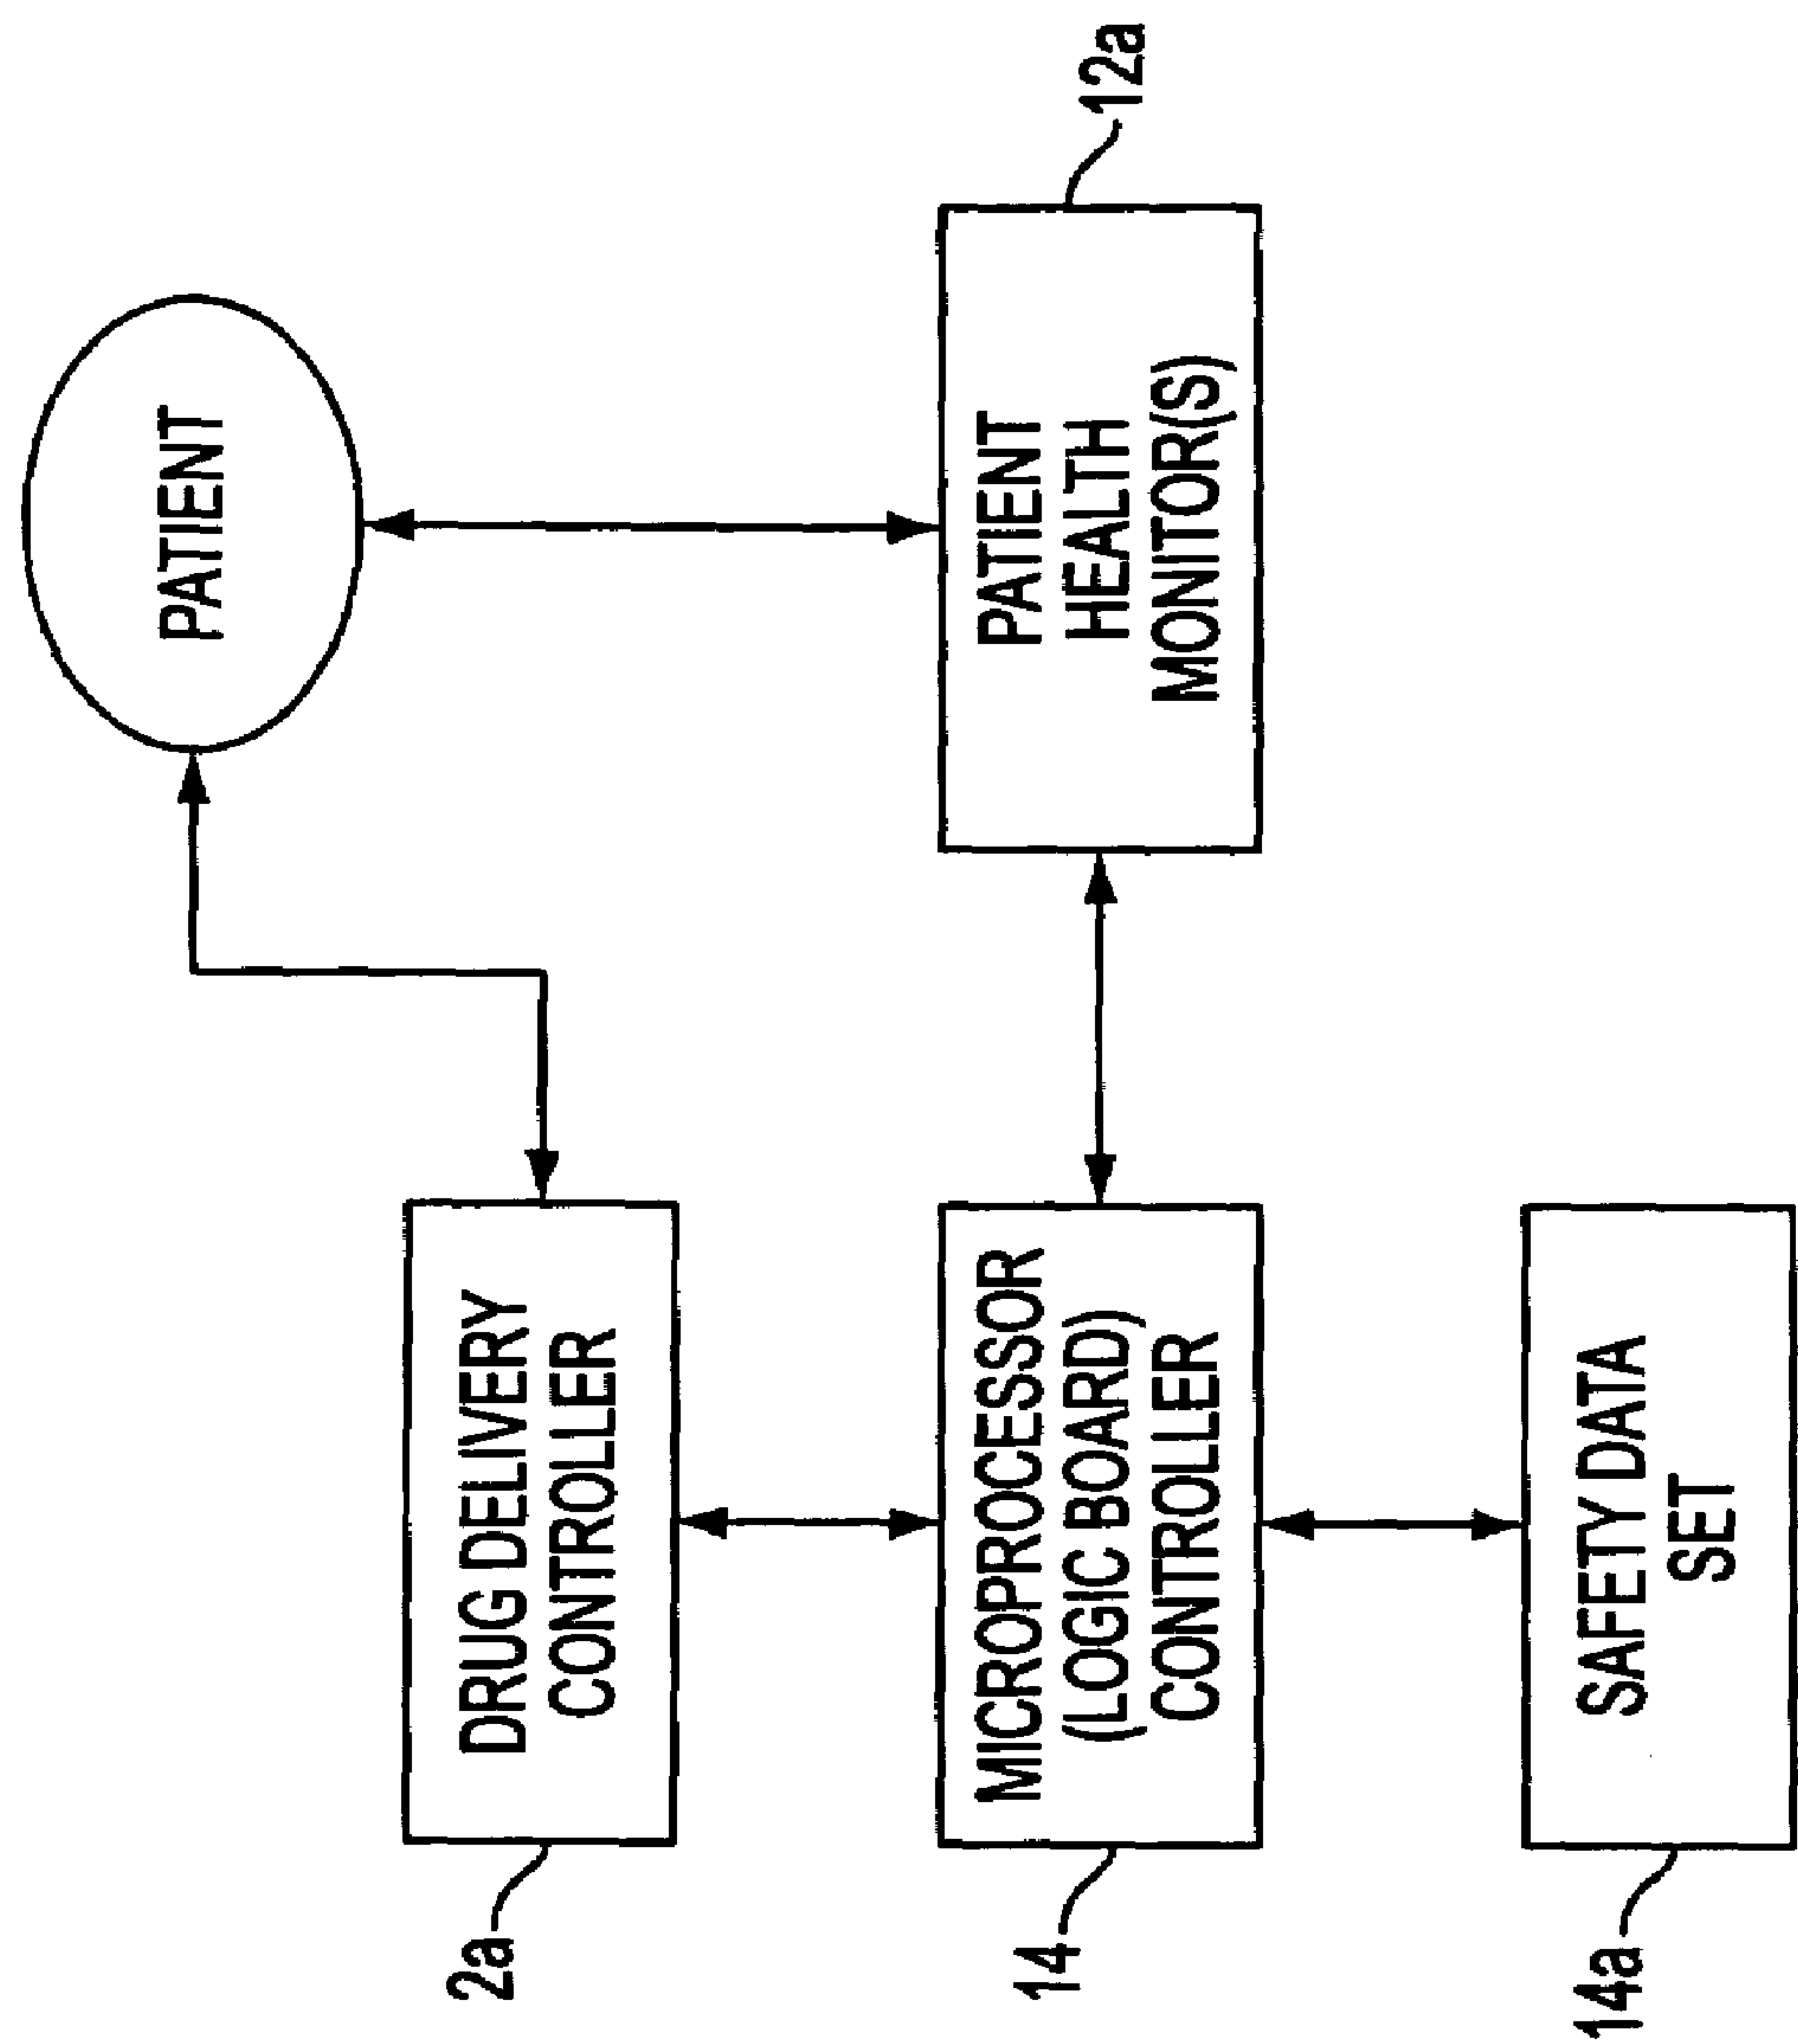 PATIENT
2a
DRUG DELIVERY
CONTROLLER
14
MICROPROCESSOR
(LOGIC BOARD)
CONTROLLER
PATIENT
HEALTH
MONITOR(S)
12a
14a
SAFETY DATA
SET